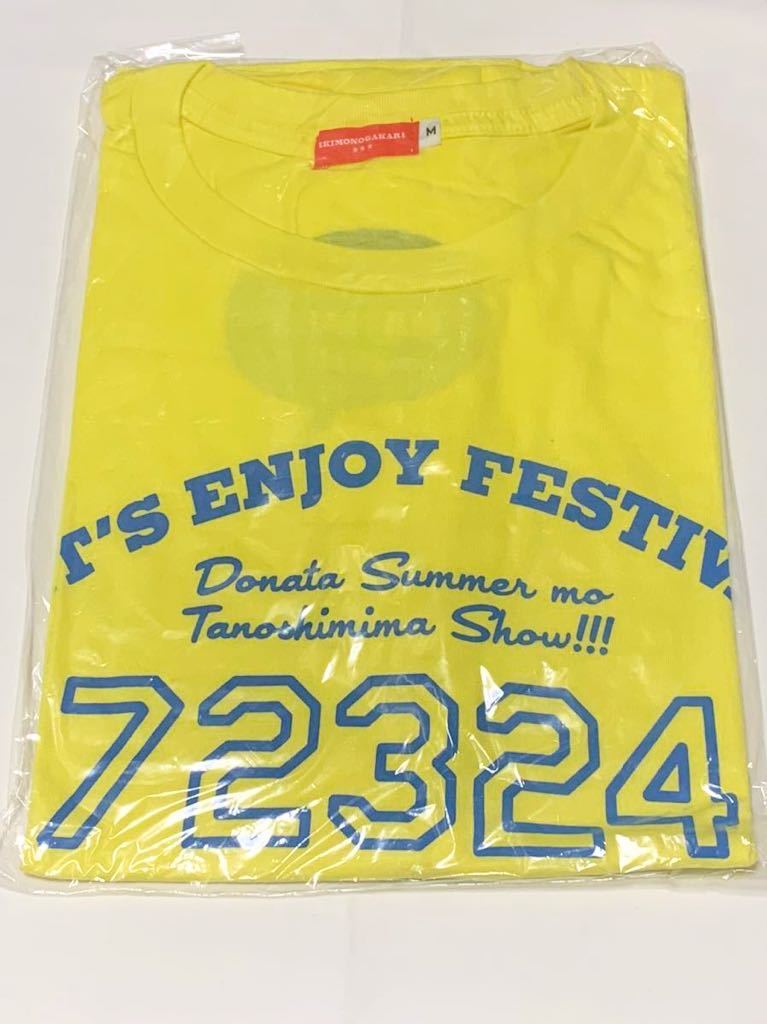 IKIMONOGAKARI
M
T'S ENJOY FESTIV
Donata Summer mo
Tanoshimima Show!!!
72324